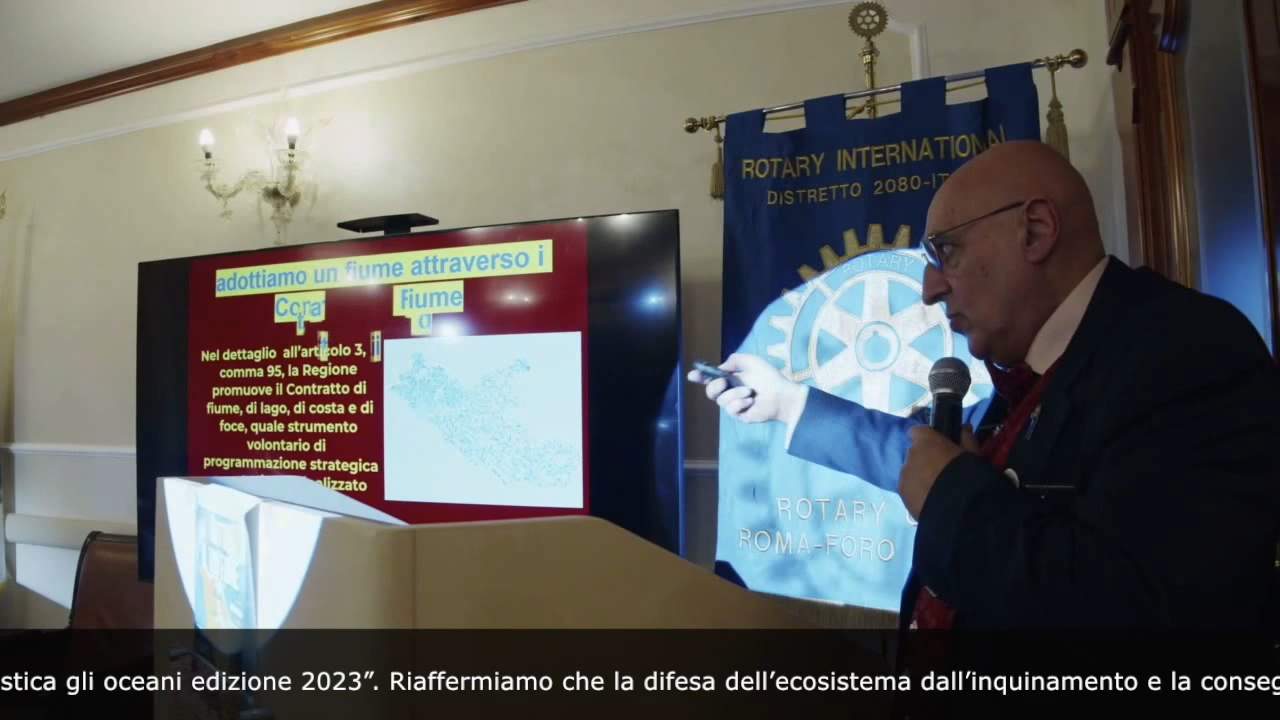 adottiamo un fiume attraverso i
Fiume
Nel dettaglio all'articolo 3,
comma 95, la Regione
promuove il Contratto di
fiume, di lago, di costa e di
foce, quale strumento
volontario di
programmazione strategica
ROTARY INTERNATIONAL
DISTRETTO 2080-IT
ROTARY
ROTARY
ROMA-FORO
stica gli oceani edizione 2023”. Riaffermiamo che la difesa dell’ecosistema dall’inquinamento e la conseg